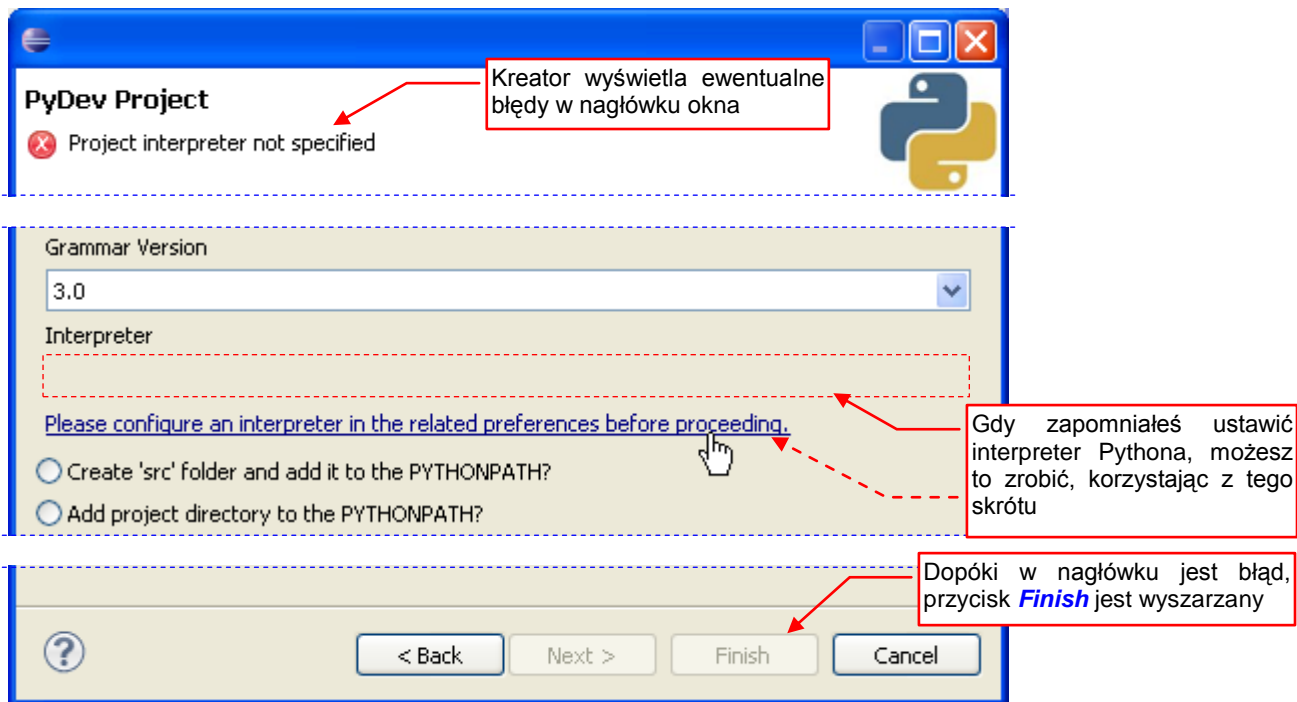 Kreator wyświetla ewentualne
błędy w nagłówku okna
PyDev Project
Project interpreter not specified
Grammar Version
3.0
Interpreter
Please configure an interpreter in the related preferences before proceeding.
Gdy zapomniałeś ustawić
interpreter Pythona, możesz
to zrobić, korzystając z tego
skrótu
Create 'src' folder and add it to the PYTHONPATH?
Add project directory to the PYTHONPATH?
Dopóki w nagłówku jest błąd,
przycisk Finish jest wyszarzany
?
< Back
Next >
Finish
Cancel